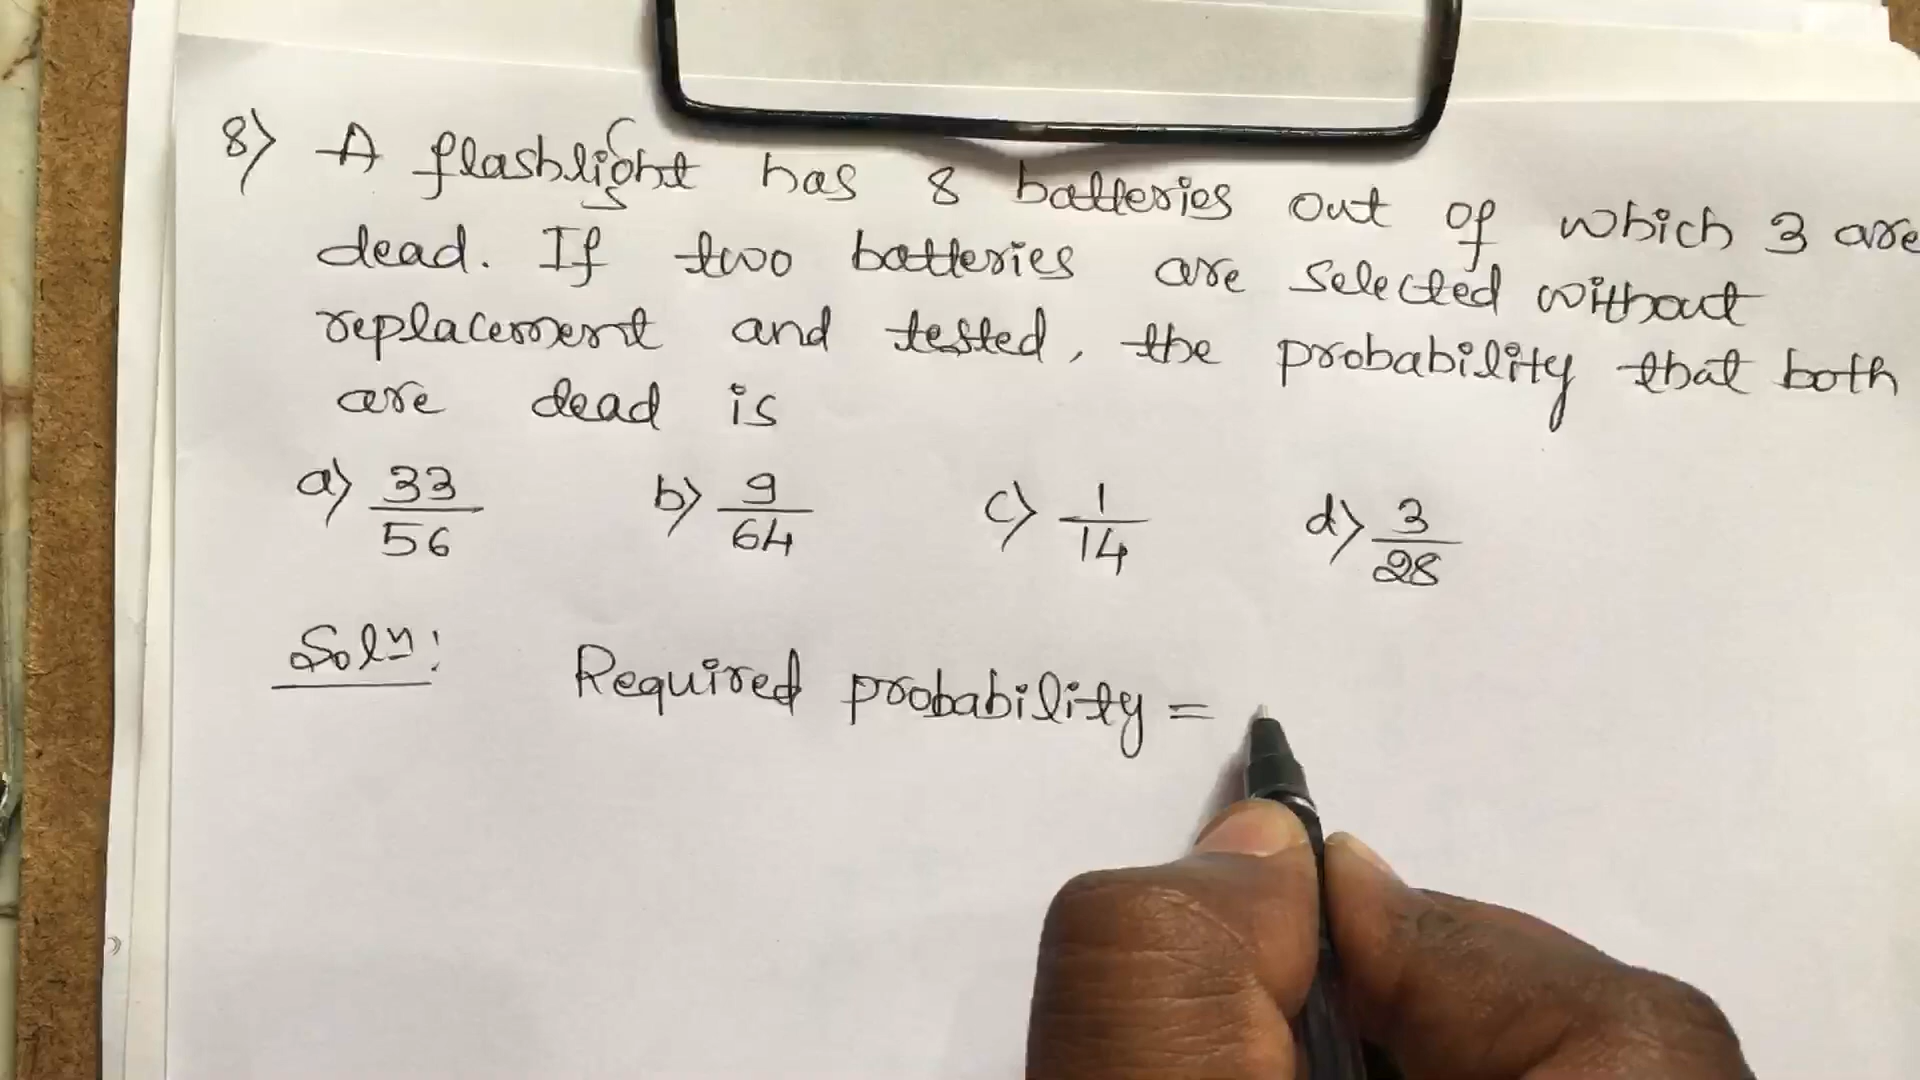 8) A flashlight has 8 batteries out of which 3 are
dead. If two batteries are selected without
replacement and tested, the probability that both
are dead is
a) 33/56 b) 9/64 c) 1/14 d) 3/28
Soln: Required probability =